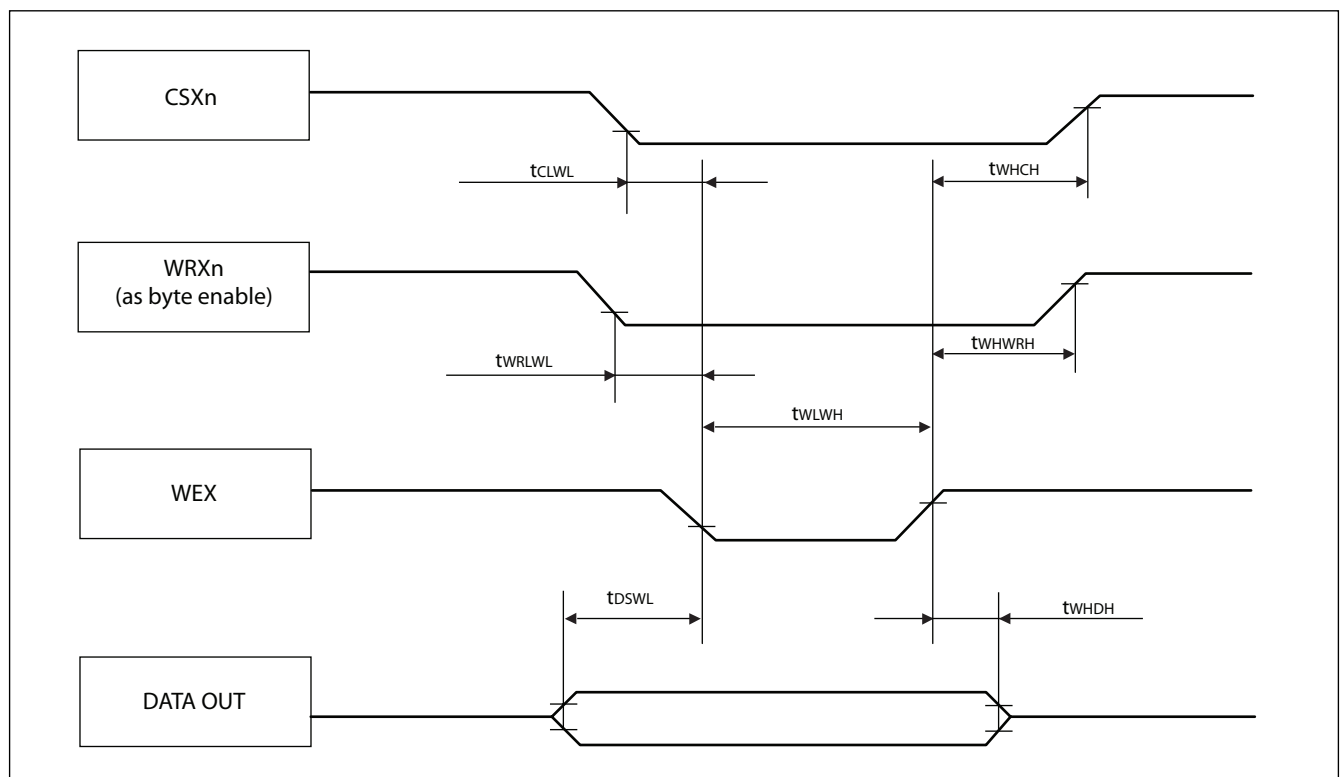 CSXn
tCLWL
tWHCH
WRXn
(as byte enable)
tWRLWL
tWHWRH
tWLWH
WEX
tDSWL
tWHDH
DATA OUT